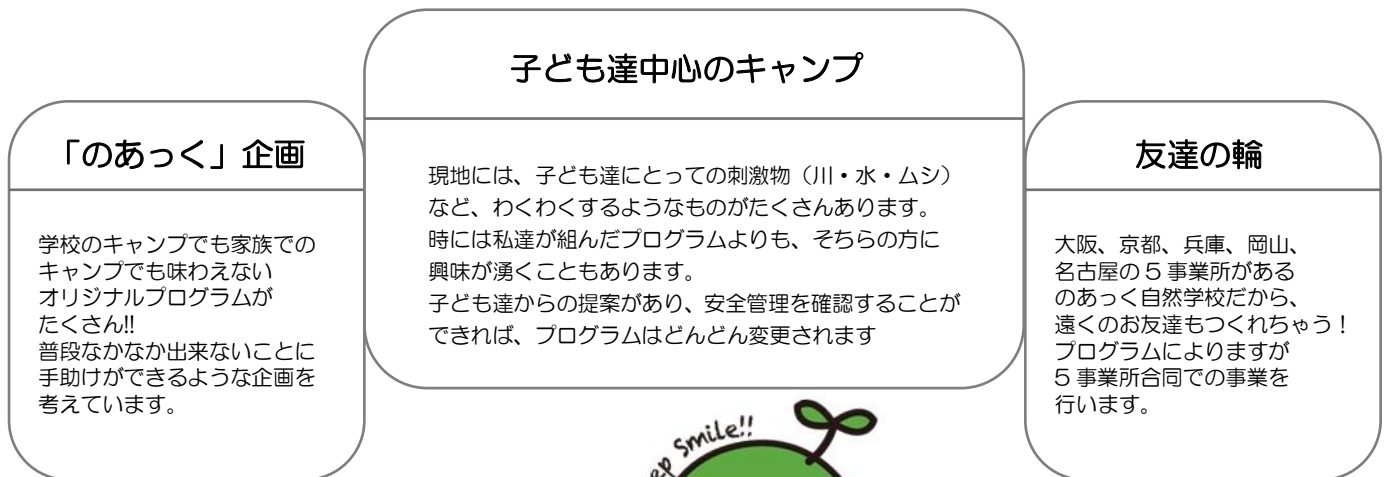 「のあっく」企画
学校のキャンプでも家族での
キャンプでも味わえない
オリジナルプログラムが
たくさん!!
普段なかなか出来ないことに
手助けができるような企画を
考えています。
子ども達中心のキャンプ
現地には、子ども達にとっての刺激物（川・水・ムシ）
など、わくわくするようなものがたくさんあります。
時には私達が組んだプログラムよりも、そちらの方に
興味が湧くこともあります。
子ども達からの提案があり、安全管理を確認することが
できれば、プログラムはどんどん変更されます
友達の輪
大阪、京都、兵庫、岡山、
名古屋の５事業所がある
のあっく自然学校だから、
遠くのお友達もつくれちゃう！
プログラムによりますが
５事業所合同での事業を
行います。
Smile!!